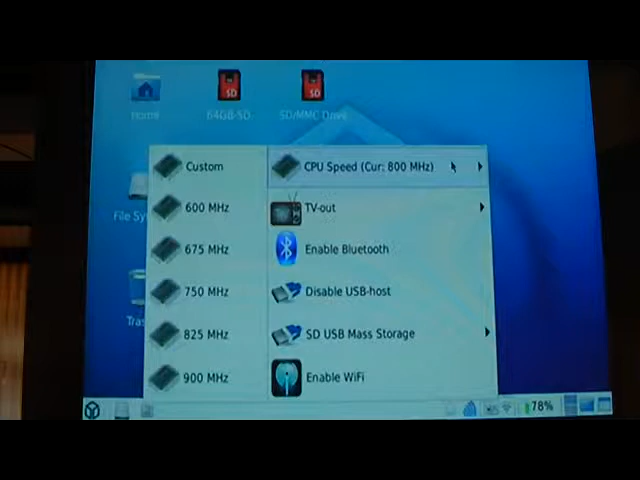 Home
64GB-SD
SD/MMC Drive
SD
SD
File Sy
Custom
CPU Speed (Cur: 800 MHz)
600 MHz
TV-out
675 MHz
Enable Bluetooth
750 MHz
Disable USB-host
825 MHz
SD USB Mass Storage
900 MHz
Enable WiFi
Tras
78%